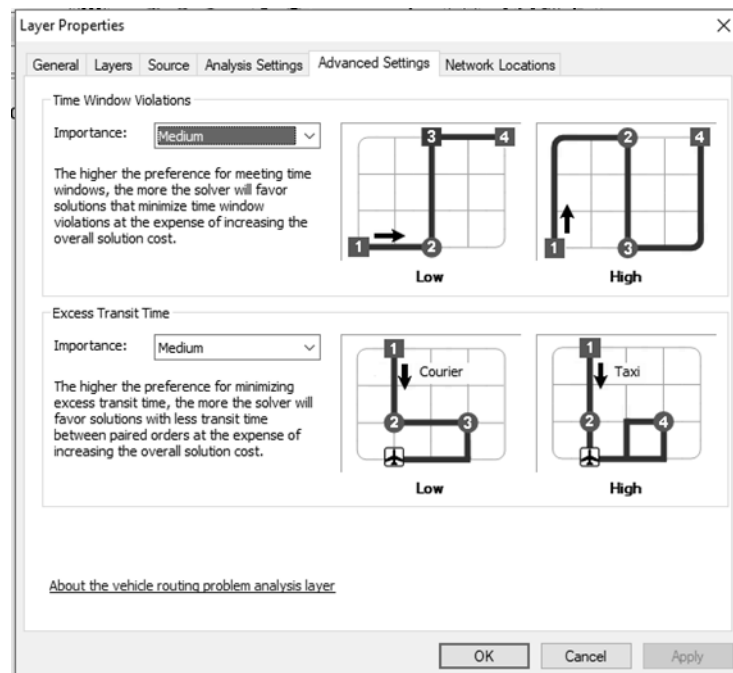 Layer Properties
General Layers Source Analysis Settings Advanced Settings Network Locations
Time Window Violations
Importance: Medium
The higher the preference for meeting time
windows, the more the solver will favor
solutions that minimize time window
violations at the expense of increasing the
overall solution cost.
3 4
1 2
Low
2 4
1 3
High
Excess Transit Time
Importance: Medium
The higher the preference for minimizing
excess transit time, the more the solver will
favor solutions with less transit time
between paired orders at the expense of
increasing the overall solution cost.
1
Courier
2 3
Low
1
Taxi
2 4
High
About the vehicle routing problem analysis layer
OK Cancel Apply